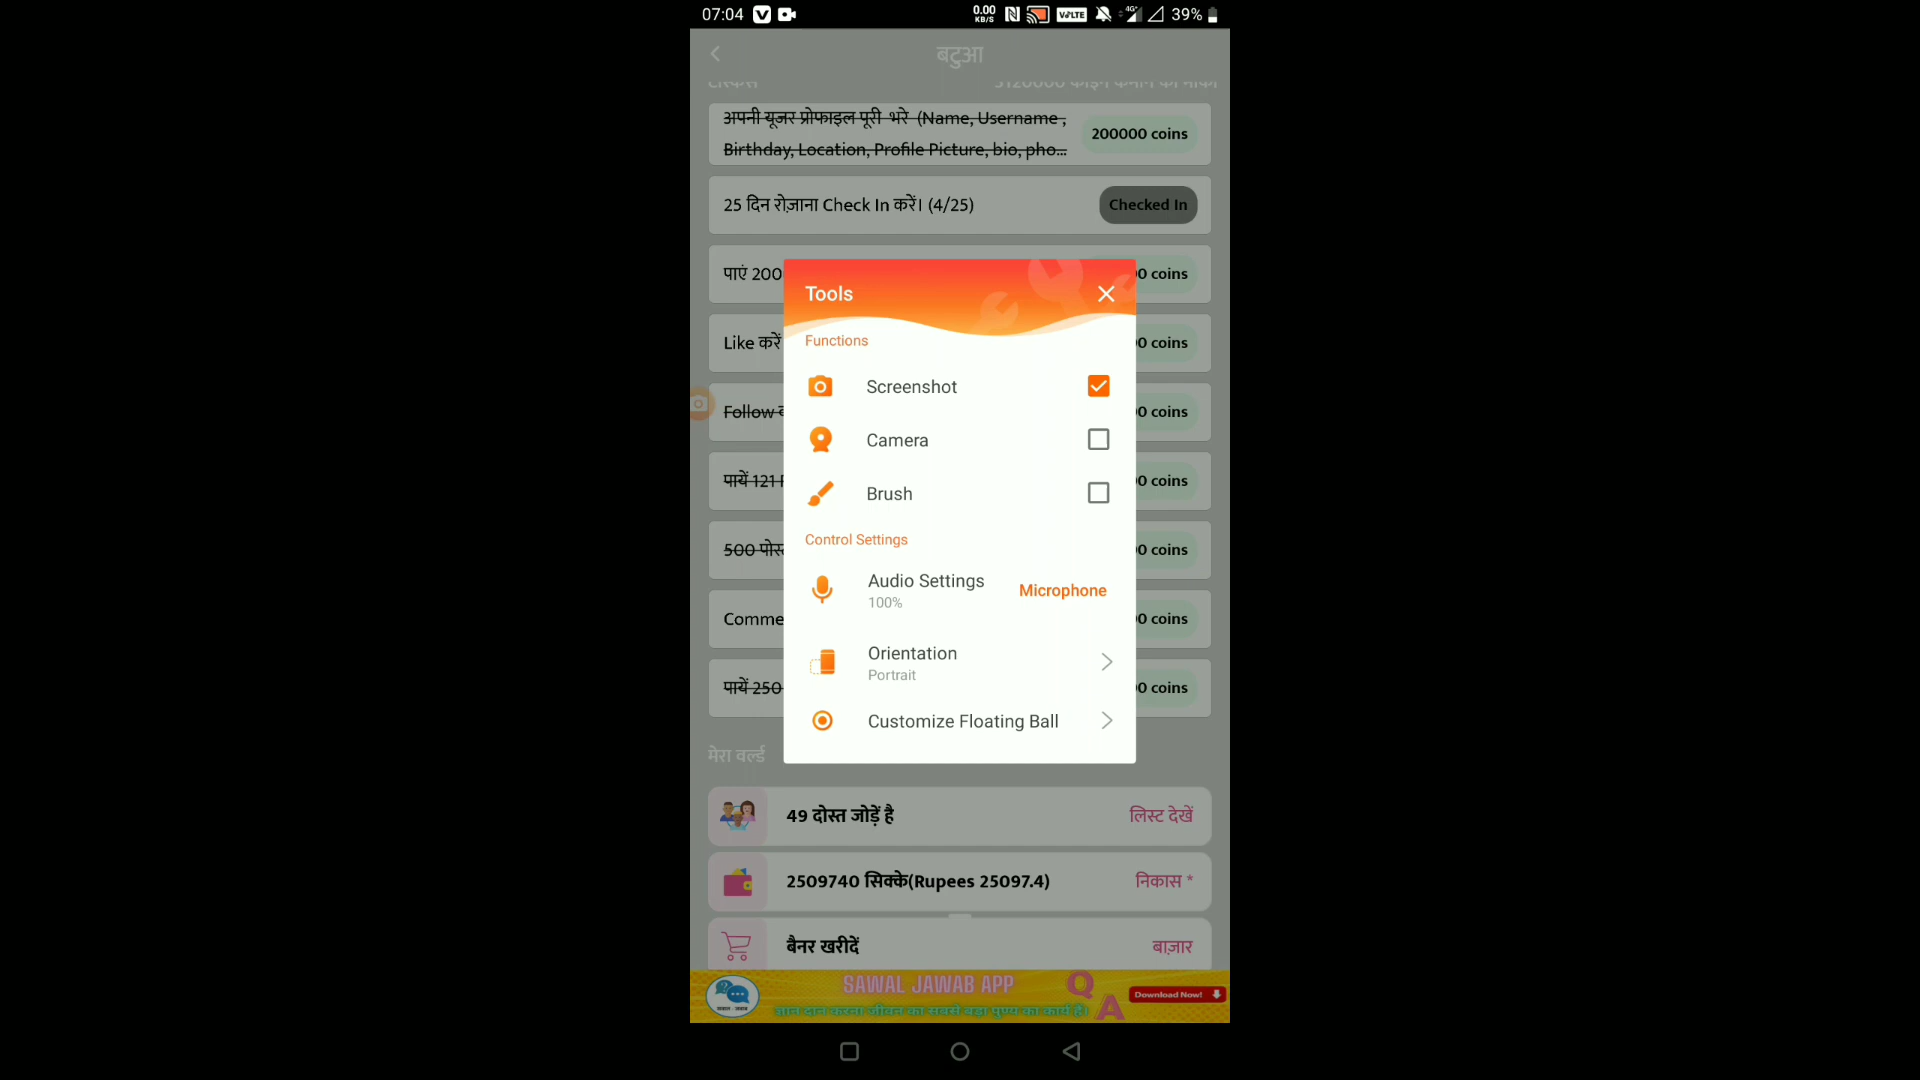 07:04
0.00
KB/S
VoLTE
4G
39%
बटुआ
अपनी यूजर प्रोफाइल पूरी भरे (Name, Username ,
Birthday, Location, Profile Picture, bio, pho...
200000 coins
25 दिन रोज़ाना Check In करें। (4/25)
Checked In
पाएं 200
0 coins
Like करें
0 coins
Follow
0 coins
पायें 121
0 coins
500
0 coins
Comme
0 coins
पायें 250
0 coins
Tools
Functions
Screenshot
Camera
Brush
Control Settings
Audio Settings
100%
Microphone
Orientation
Portrait
Customize Floating Ball
मेरा वर्ल्ड
49 दोस्त जोड़ें है
लिस्ट देखें
2509740 सिक्के(Rupees 25097.4)
निकास *
बैनर खरीदें
बाज़ार
SAWAL JAWAB APP
ज्ञान दान करना जीवन का सबसे बड़ा पुण्य का कार्य है।
Q
A
Download Now!